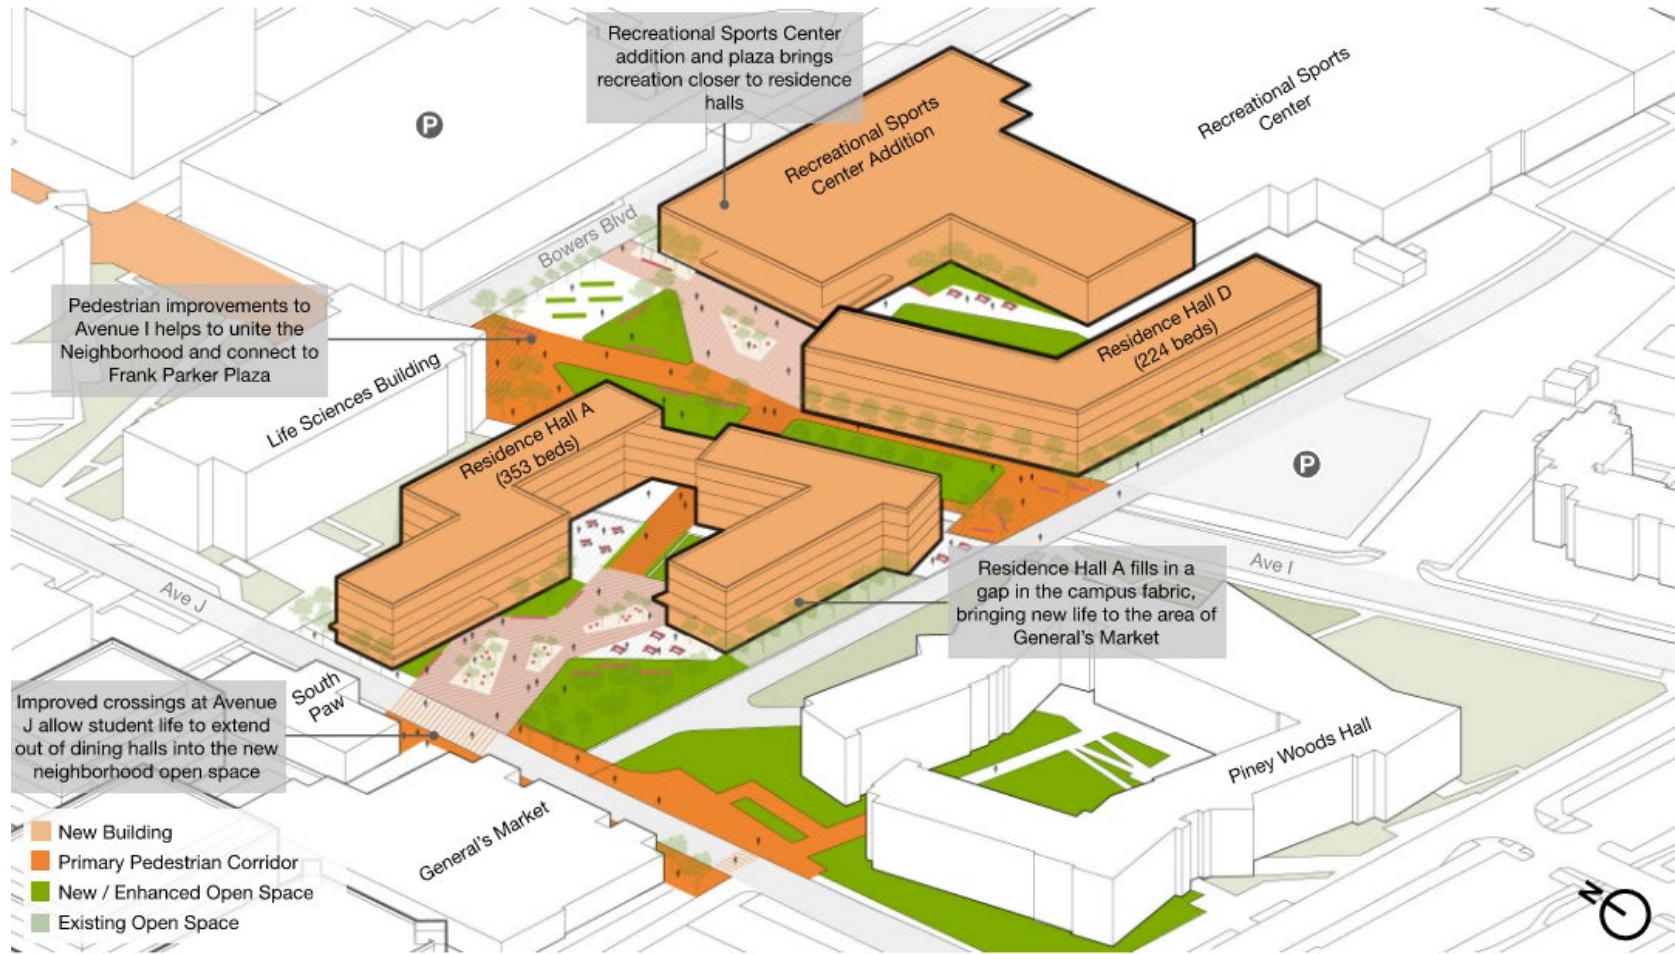 Recreational Sports Center
addition and plaza brings
recreation closer to residence
halls
P
Recreational Sports
Center
Recreational Sports
Center Addition
Bowers Blvd
Pedestrian improvements to
Avenue I helps to unite the
Neighborhood and connect to
Frank Parker Plaza
Residence Hall D
(224 beds)
Life Sciences Building
Residence Hall A
(353 beds)
P
Ave J
Residence Hall A fills in a
gap in the campus fabric,
bringing new life to the area of
General's Market
Ave I
Improved crossings at Avenue
J allow student life to extend
out of dining halls into the new
neighborhood open space
South
Paw
Piney Woods Hall
General's Market
New Building
Primary Pedestrian Corridor
New / Enhanced Open Space
Existing Open Space
N